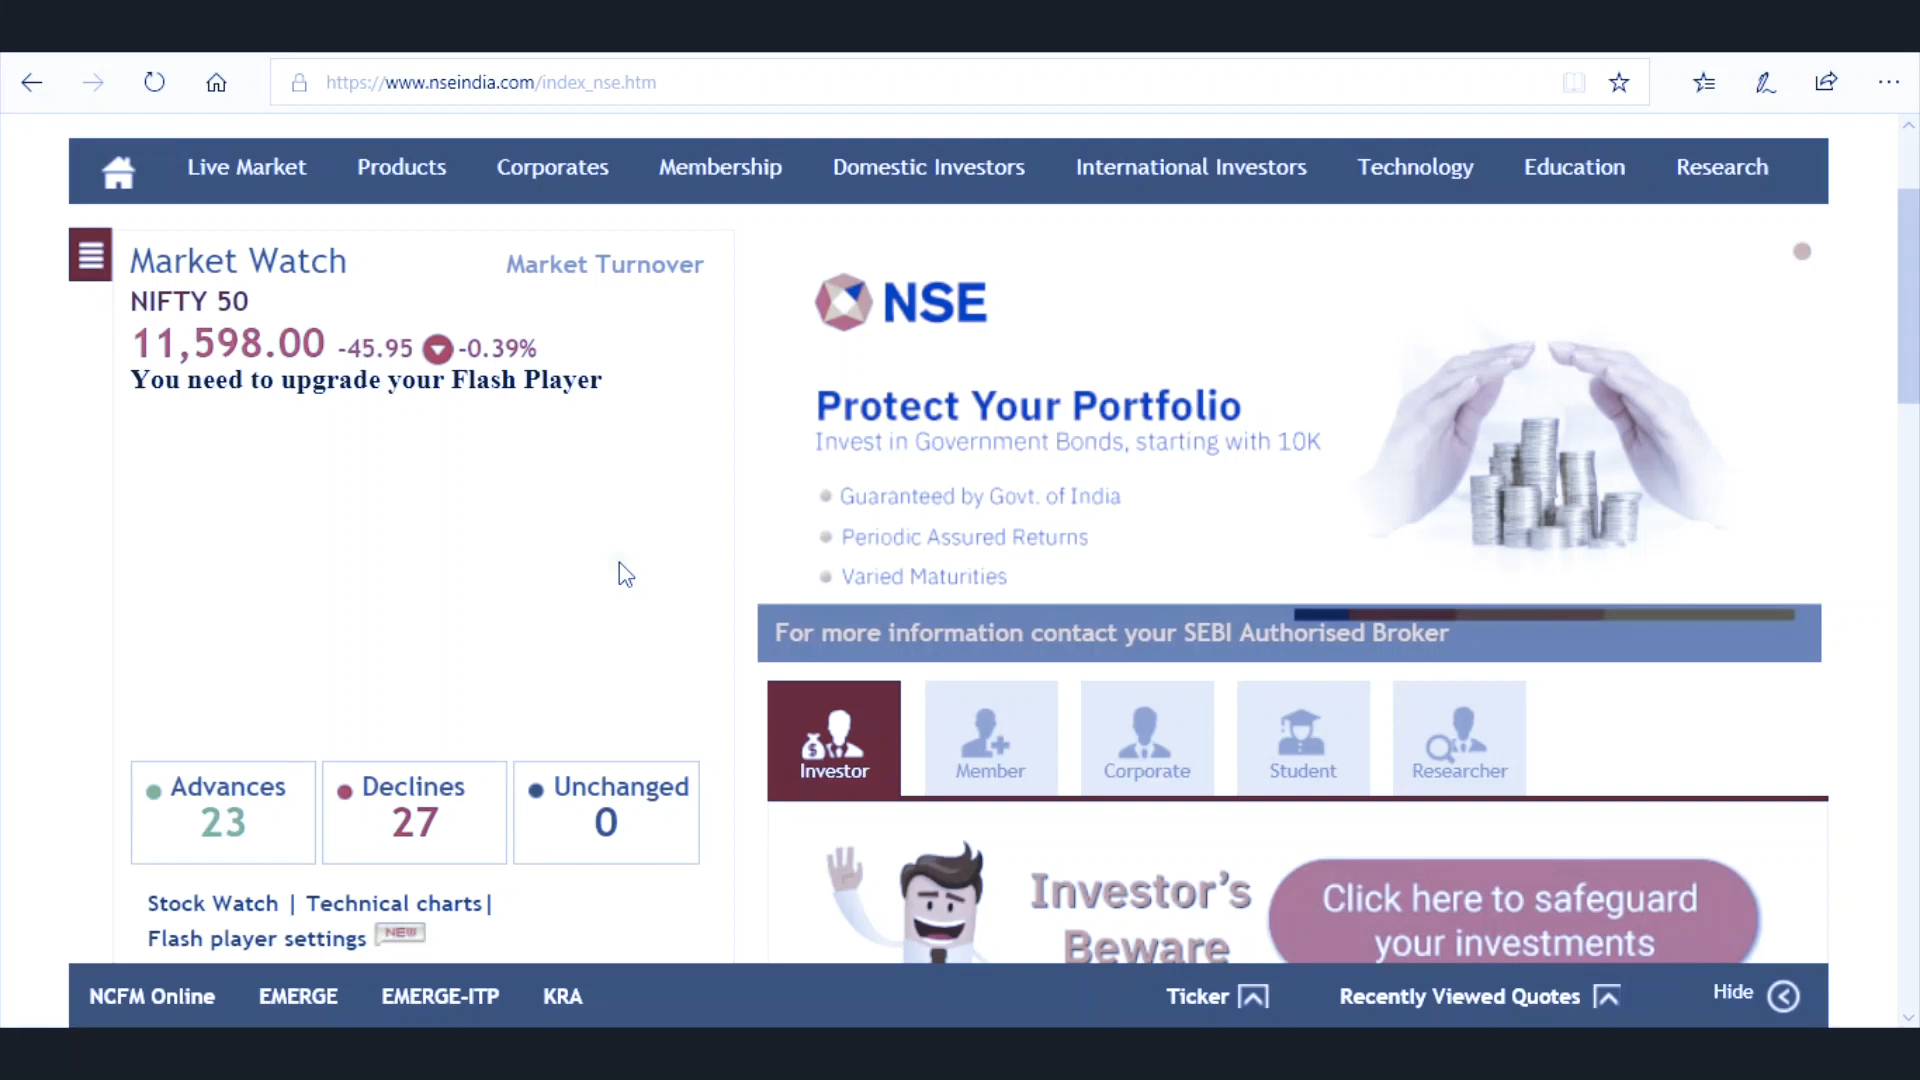 https://www.nseindia.com/index_nse.htm
Live Market Products Corporates Membership Domestic Investors International Investors Technology Education Research
Market Watch Market Turnover
NIFTY 50
11,598.00 -45.95 -0.39%
You need to upgrade your Flash Player
NSE
Protect Your Portfolio
Invest in Government Bonds, starting with 10K
Guaranteed by Govt. of India
Periodic Assured Returns
Varied Maturities
For more information contact your SEBI Authorised Broker
Investor Member Corporate Student Researcher
Advances Declines Unchanged
23 27 0
Stock Watch | Technical charts|
Flash player settings NEW
Investor's
Beware
Click here to safeguard
your investments
NCFM Online EMERGE EMERGE-ITP KRA Ticker Recently Viewed Quotes Hide